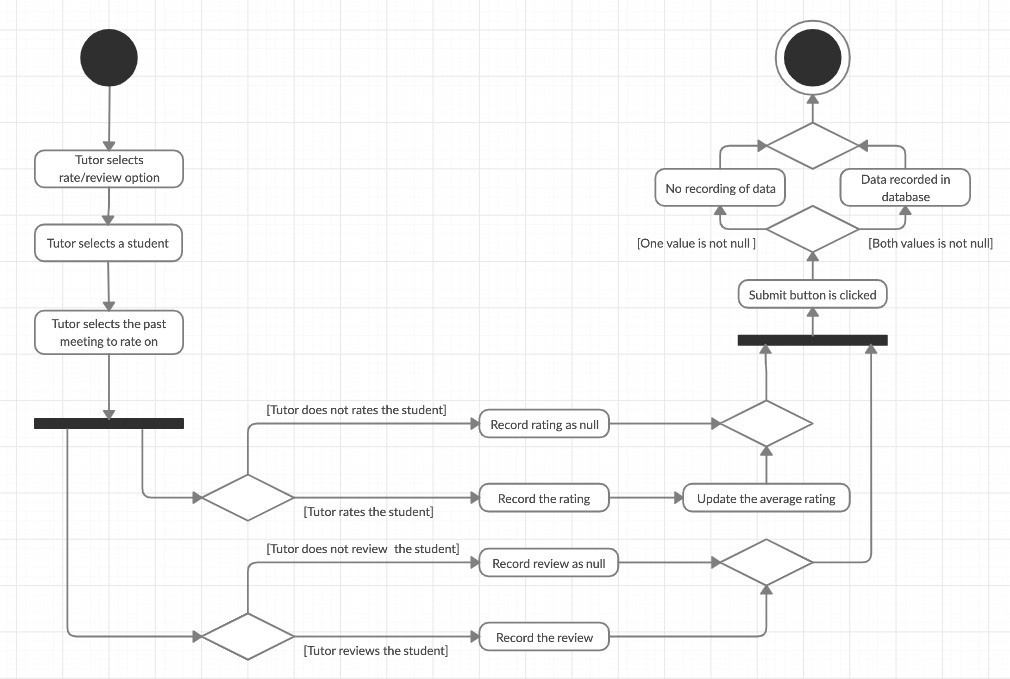 Tutor selects
rate/review option
Tutor selects a student
Tutor selects the past
meeting to rate on
[Tutor does not rates the student]
Record rating as null
Record the rating
Update the average rating
[Tutor rates the student]
[Tutor does not review  the student]
Record review as null
Record the review
[Tutor reviews the student]
Submit button is clicked
[One value is not null ]
[Both values is not null]
No recording of data
Data recorded in
database